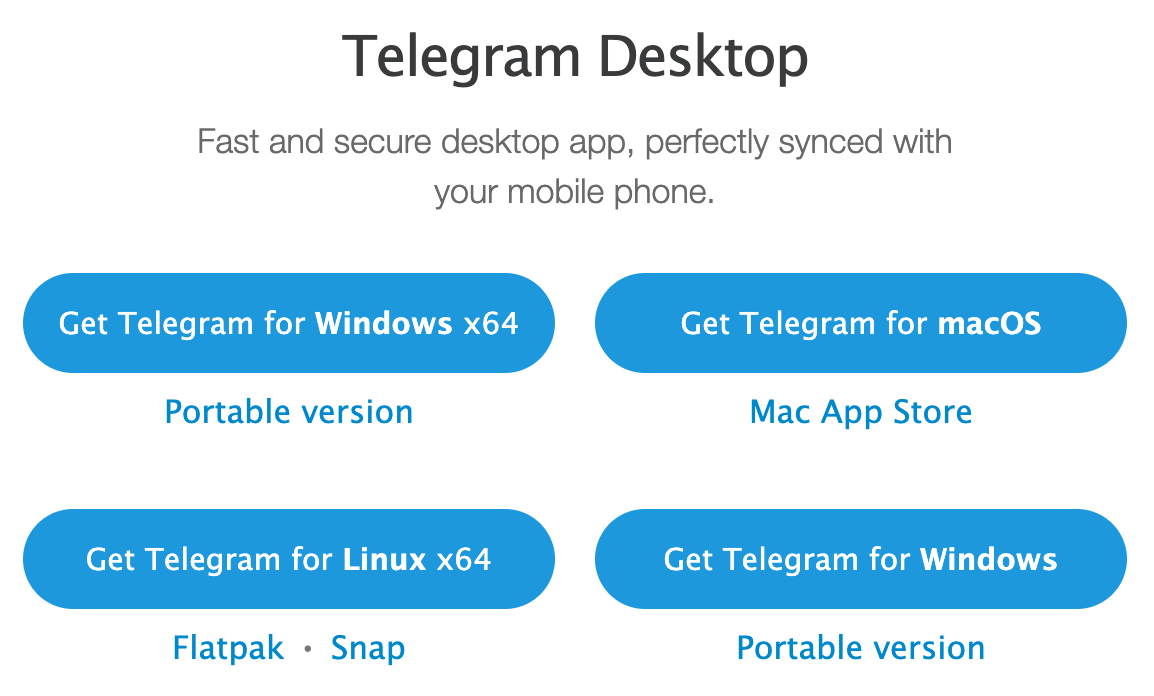 Telegram Desktop
Fast and secure desktop app, perfectly synced with
your mobile phone.
Get Telegram for Windows x64
Portable version
Get Telegram for macOS
Mac App Store
Get Telegram for Linux x64
Flatpak • Snap
Get Telegram for Windows
Portable version